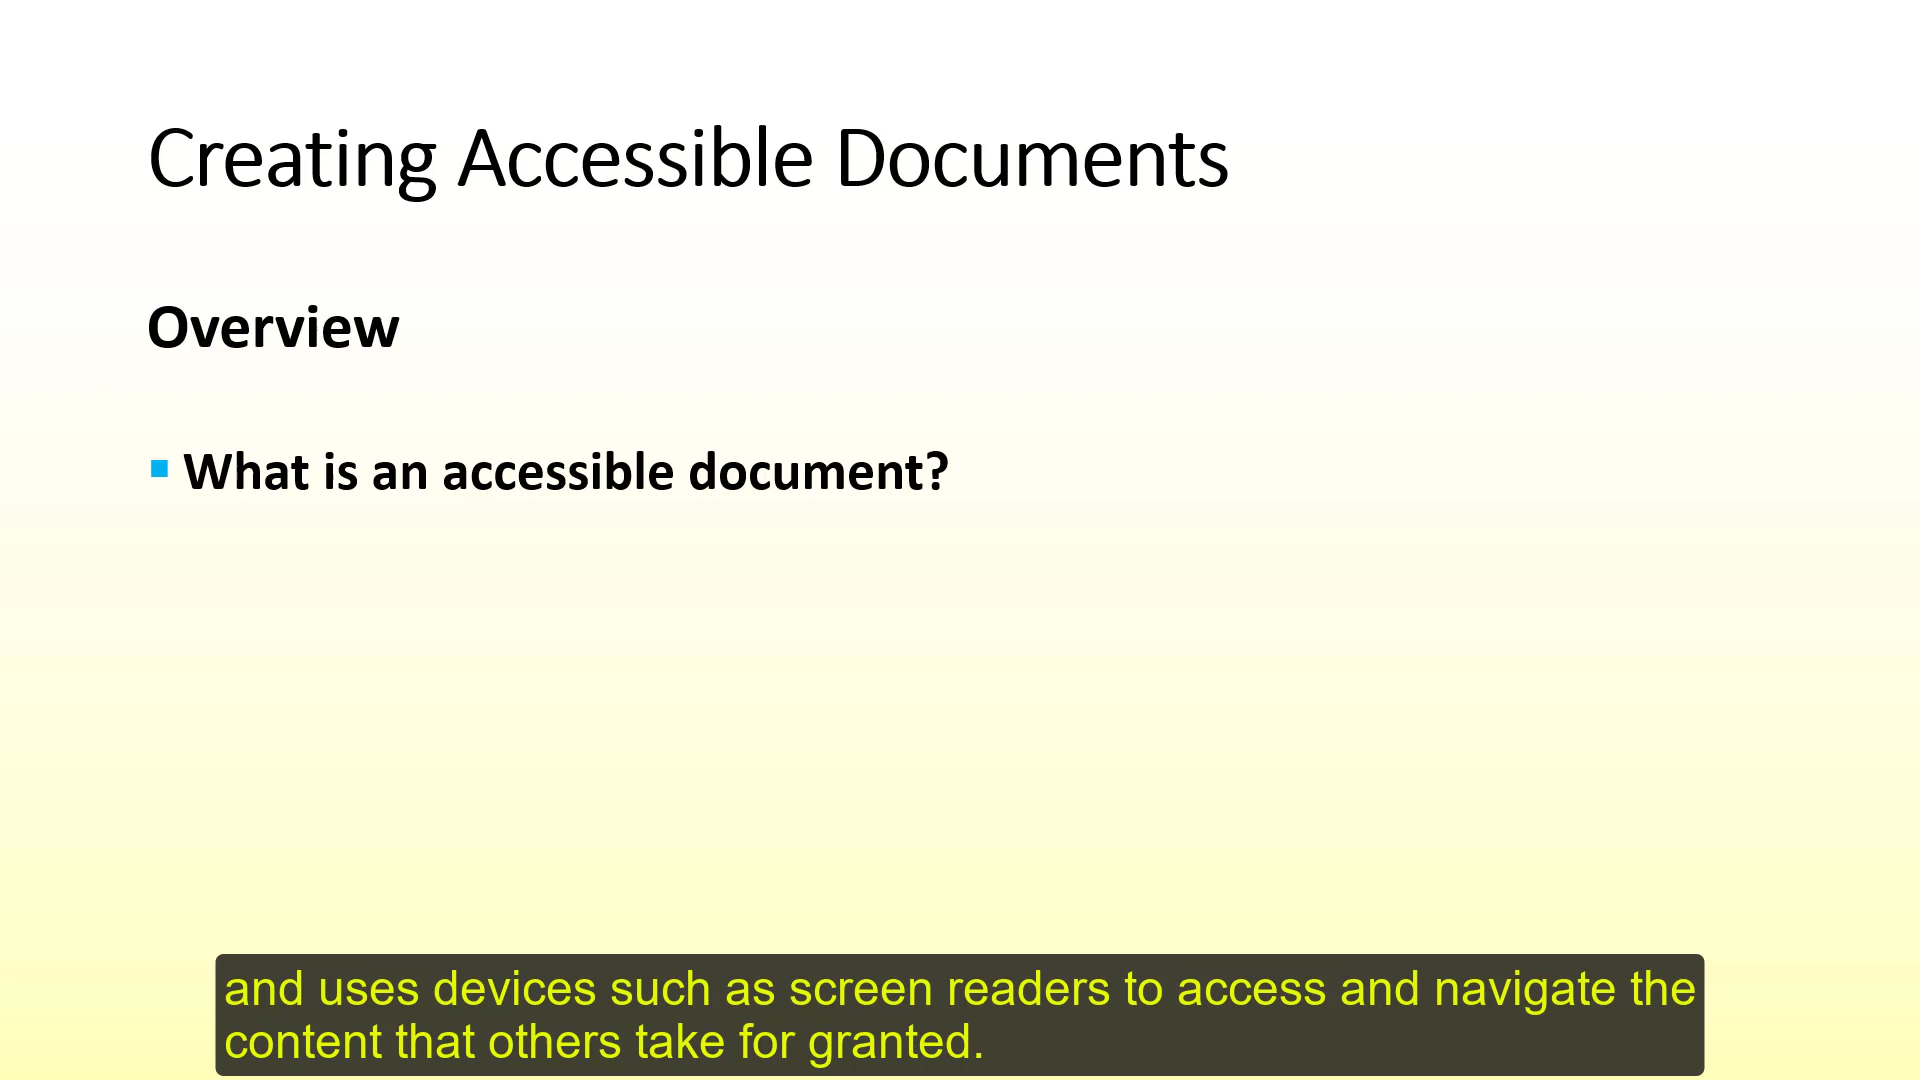 Creating Accessible Documents
Overview
What is an accessible document?
and uses devices such as screen readers to access and navigate the
content that others take for granted.